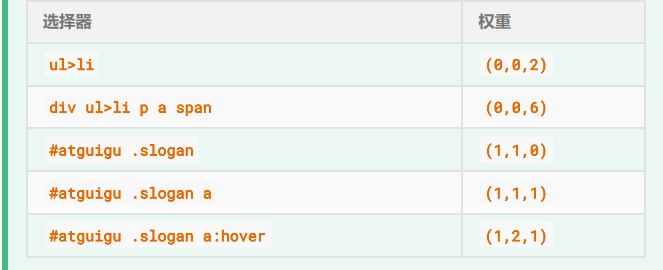 选择器 权重
ul>li (0,0,2)
div ul>li p a span (0,0,6)
#atguigu .slogan (1,1,0)
#atguigu .slogan a (1,1,1)
#atguigu .slogan a:hover (1,2,1)